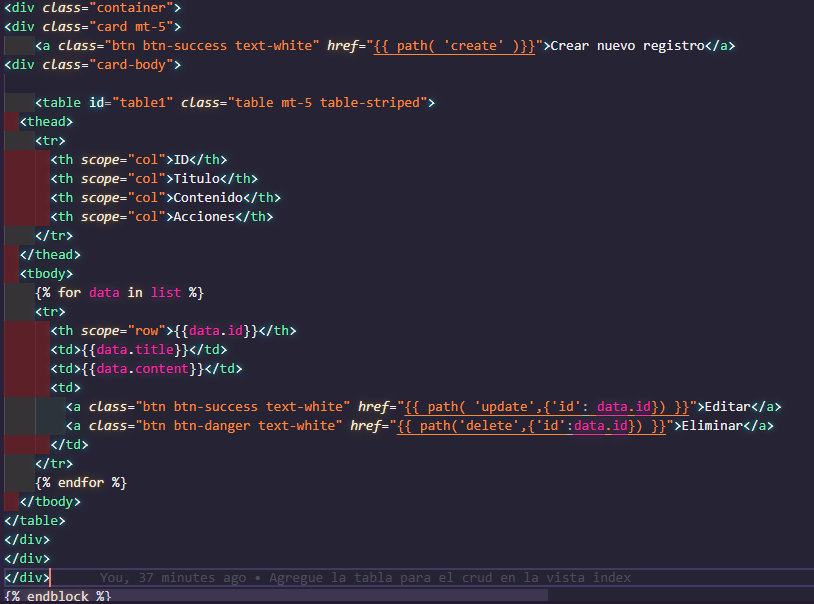 <div class="container">
<div class="card mt-5">
<a class="btn btn-success text-white" href="{{ path( 'create' )}}">Crear nuevo registro</a>
<div class="card-body">
<table id="table1" class="table mt-5 table-striped">
<thead>
<tr>
<th scope="col">ID</th>
<th scope="col">Titulo</th>
<th scope="col">Contenido</th>
<th scope="col">Acciones</th>
</tr>
</thead>
<tbody>
{% for data in list %}
<tr>
<th scope="row">{{data.id}}</th>
<td>{{data.title}}</td>
<td>{{data.content}}</td>
<td>
<a class="btn btn-success text-white" href="{{ path( 'update',{'id': data.id}) }}">Editar</a>
<a class="btn btn-danger text-white" href="{{ path('delete',{'id':data.id}) }}">Eliminar</a>
</td>
</tr>
{% endfor %}
</tbody>
</table>
</div>
</div>
</div> You, 37 minutes ago • Agregue la tabla para el crud en la vista index
{% endblock %}